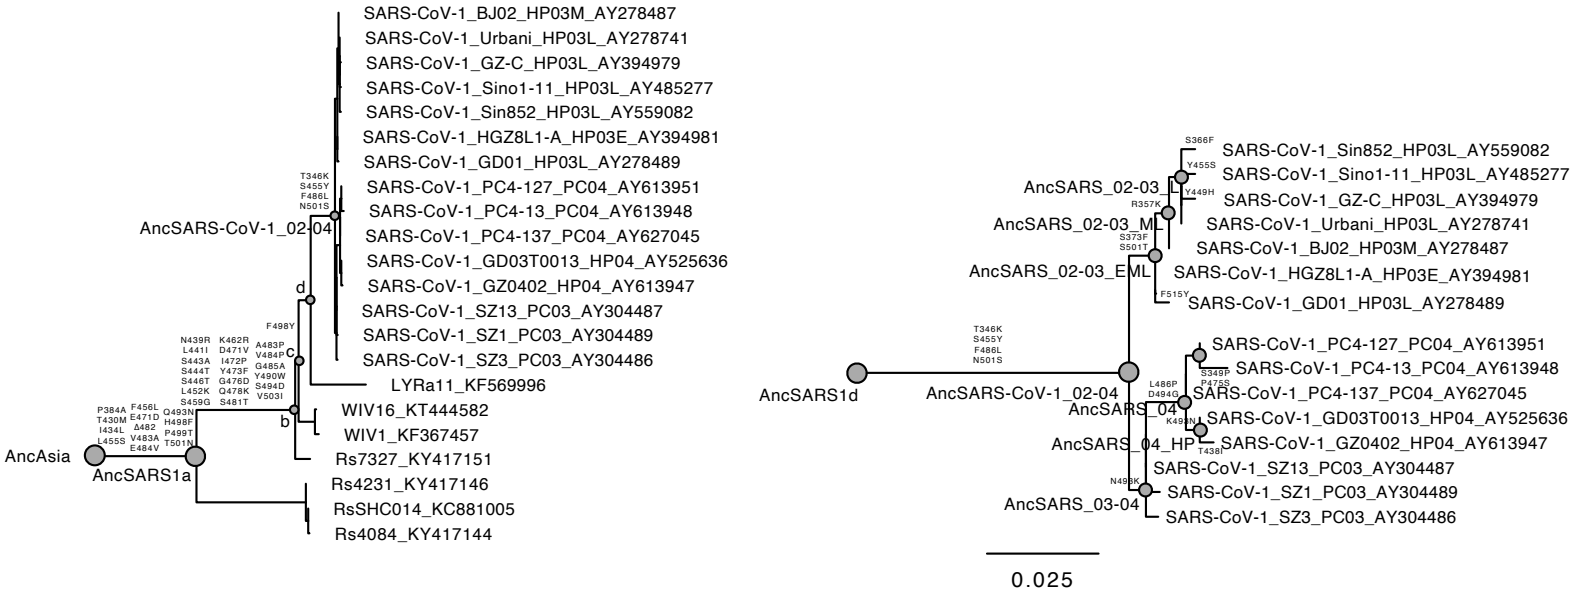 SARS-CoV-1_BJ02_HP03M_AY278487
SARS-CoV-1_Urbani_HP03L_AY278741
SARS-CoV-1_GZ-C_HP03L_AY394979
SARS-CoV-1_Sino1-11_HP03L_AY485277
SARS-CoV-1_Sin852_HP03L_AY559082
SARS-CoV-1_HGZ8L1-A_HP03E_AY394981
SARS-CoV-1_GD01_HP03L_AY278489
SARS-CoV-1_PC4-127_PC04_AY613951
SARS-CoV-1_PC4-13_PC04_AY613948
SARS-CoV-1_PC4-137_PC04_AY627045
SARS-CoV-1_GD03T0013_HP04_AY525636
SARS-CoV-1_GZ0402_HP04_AY613947
SARS-CoV-1_SZ13_PC03_AY304487
SARS-CoV-1_SZ1_PC03_AY304489
SARS-CoV-1_SZ3_PC03_AY304486
LYRa11_KF569996
WIV16_KT444582
WIV1_KF367457
Rs7327_KY417151
Rs4231_KY417146
RsSHC014_KC881005
Rs4084_KY417144
T346K
S455Y
F486L
N501S
AncSARS-CoV-1_02-04
d
F498Y
c
b
N439R
L441I
S443A
S444T
S446T
L452K
S459G
K462R
D471V
I472P
Y473F
G476D
Q478K
S481T
A483P
V484P
G485A
Y490W
S494D
V503I
P384A
T430M
I434L
L455S
F456L
E471D
Δ482
V483A
E484V
Q493N
H498F
P499T
T501N
AncAsia
AncSARS1a
S366F
SARS-CoV-1_Sin852_HP03L_AY559082
Y455S
SARS-CoV-1_Sino1-11_HP03L_AY485277
AncSARS_02-03_L
Y449H
SARS-CoV-1_GZ-C_HP03L_AY394979
R357K
AncSARS_02-03_ML
SARS-CoV-1_Urbani_HP03L_AY278741
S373F
S501T
SARS-CoV-1_BJ02_HP03M_AY278487
AncSARS_02-03_EML
SARS-CoV-1_HGZ8L1-A_HP03E_AY394981
F515Y
SARS-CoV-1_GD01_HP03L_AY278489
T346K
S455Y
F486L
N501S
AncSARS1d
AncSARS-CoV-1_02-04
SARS-CoV-1_PC4-127_PC04_AY613951
SARS-CoV-1_PC4-13_PC04_AY613948
S349P
P475S
L486P
D494G
SARS-CoV-1_PC4-137_PC04_AY627045
AncSARS_04
SARS-CoV-1_GD03T0013_HP04_AY525636
K493N
AncSARS_04_HP
SARS-CoV-1_GZ0402_HP04_AY613947
T438I
SARS-CoV-1_SZ13_PC03_AY304487
N493K
SARS-CoV-1_SZ1_PC03_AY304489
AncSARS_03-04
SARS-CoV-1_SZ3_PC03_AY304486
0.025